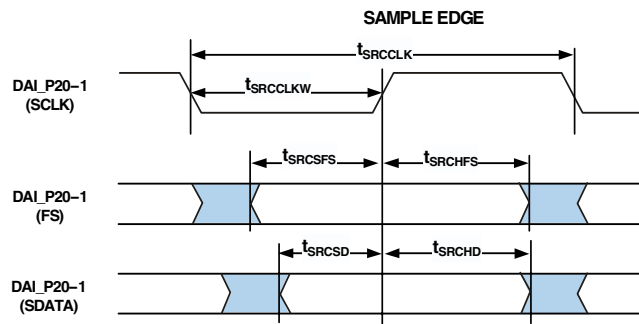 SAMPLE EDGE
tSRCCLK
DAI_P20–1
(SCLK)
tSRCCLKW
DAI_P20–1
(FS)
tSRCSFS
tSRCHFS
DAI_P20–1
(SDATA)
tSRCSD
tSRCHD